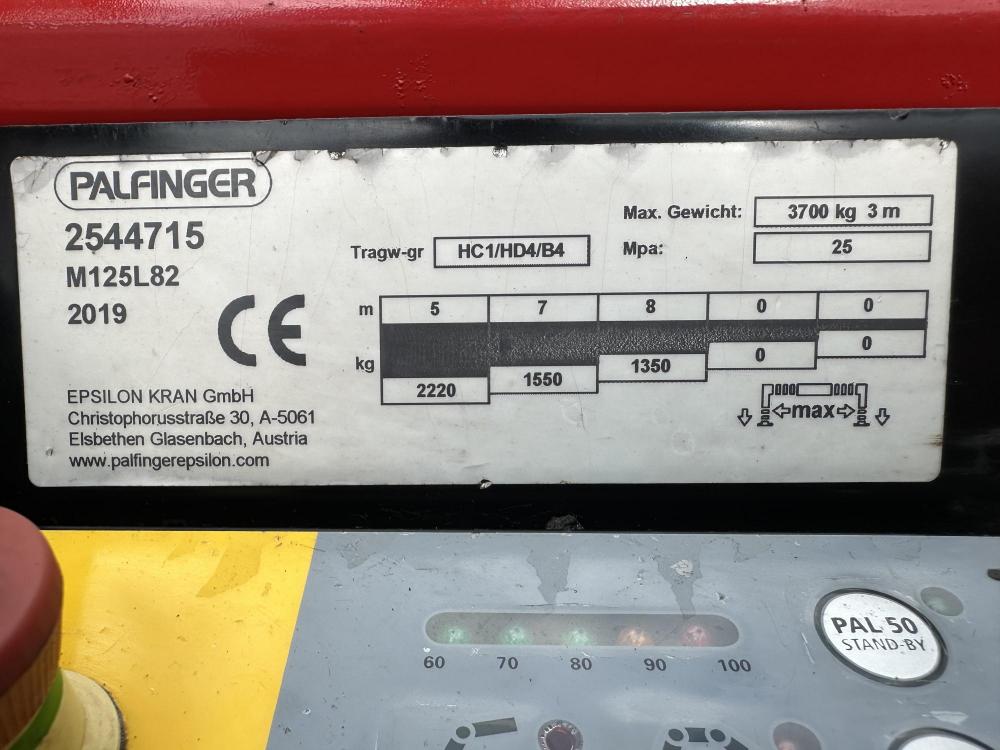 PALFINGER
2544715
M125L82
2019
CE
EPSILON KRAN GmbH
Christophorusstraße 30, A-5061
Elsbethen Glasenbach, Austria
www.palfingerepsilon.com
Tragw-gr HC1/HD4/B4
Max. Gewicht: 3700 kg 3 m
Mpa: 25
m 5 7 8 0 0
kg 2220 1550 1350 0 0
max
60 70 80 90 100
PAL 50
STAND-BY